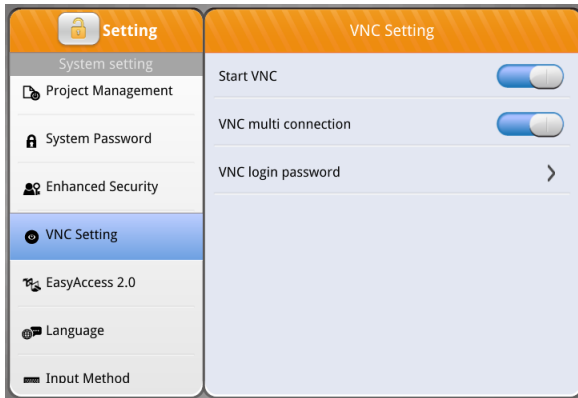 Setting
System setting
Project Management
System Password
Enhanced Security
VNC Setting
EasyAccess 2.0
Language
Input Method
VNC Setting
Start VNC
VNC multi connection
VNC login password